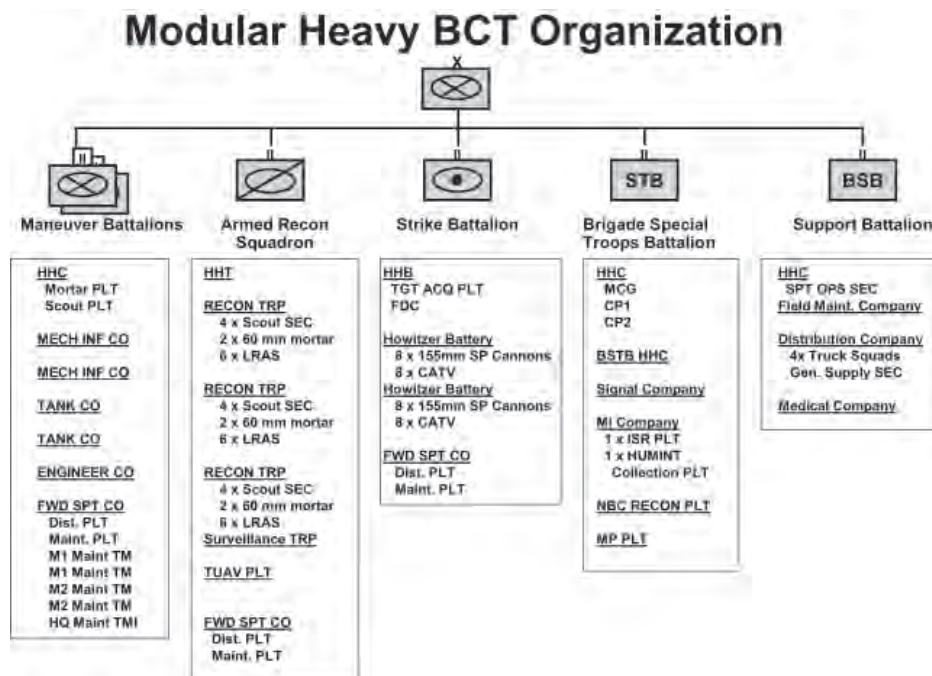 Modular Heavy BCT Organization
X
II
II
II
II
II
STB
BSB
Maneuver Battalions
Armed Recon
Squadron
Strike Battalion
Brigade Special
Troops Battalion
Support Battalion
HHC
Mortar PLT
Scout PLT
MECH INF CO
MECH INF CO
TANK CO
TANK CO
ENGINEER CO
FWD SPT CO
Dist. PLT
Maint. PLT
M1 Maint TM
M1 Maint TM
M2 Maint TM
M2 Maint TM
HQ Maint TMI
HHT
RECON TRP
4 x Scout SEC
2 x 60 mm mortar
6 x LRAS
RECON TRP
4 x Scout SEC
2 x 60 mm mortar
6 x LRAS
RECON TRP
4 x Scout SEC
2 x 60 mm mortar
6 x LRAS
Surveillance TRP
TUAV PLT
FWD SPT CO
Dist. PLT
Maint. PLT
HHB
TGT ACQ PLT
FDC
Howitzer Battery
8 x 155mm SP Cannons
8 x CATV
Howitzer Battery
8 x 155mm SP Cannons
8 x CATV
FWD SPT CO
Dist. PLT
Maint. PLT
HHC
MCG
CP1
CP2
BSTB HHC
Signal Company
MI Company
1 x ISR PLT
1 x HUMINT
Collection PLT
NBC RECON PLT
MP PLT
HHC
SPT OPS SEC
Field Maint. Company
Distribution Company
4x Truck Squads
Gen. Supply SEC
Medical Company